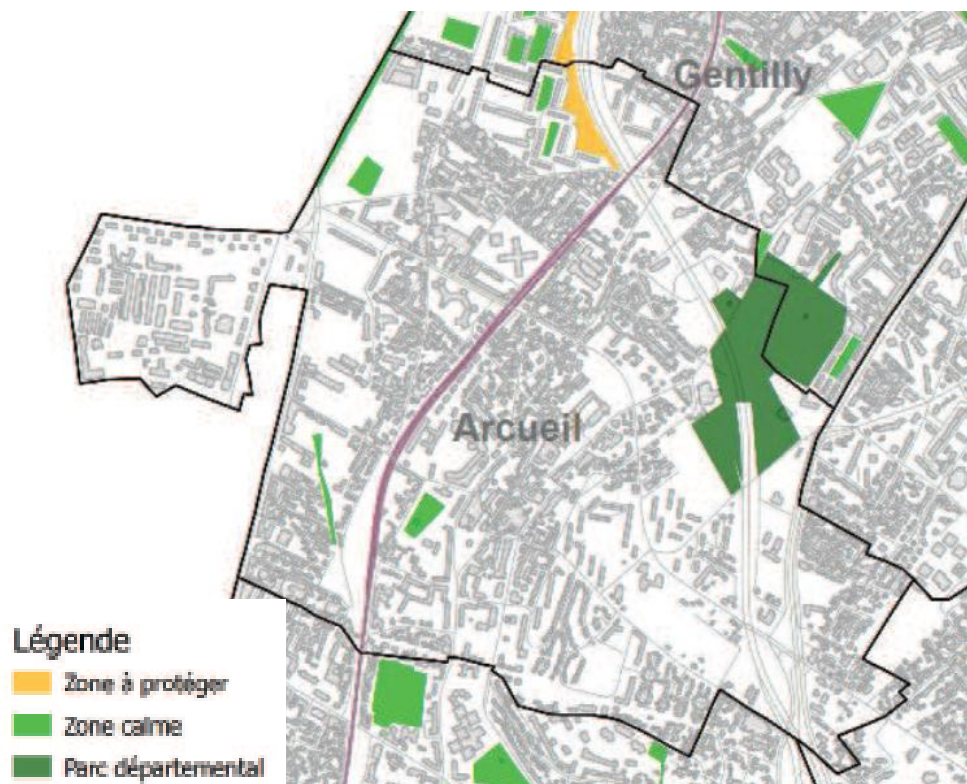 Gentilly
Arcueil
Légende
Zone à protéger
Zone calme
Parc départemental